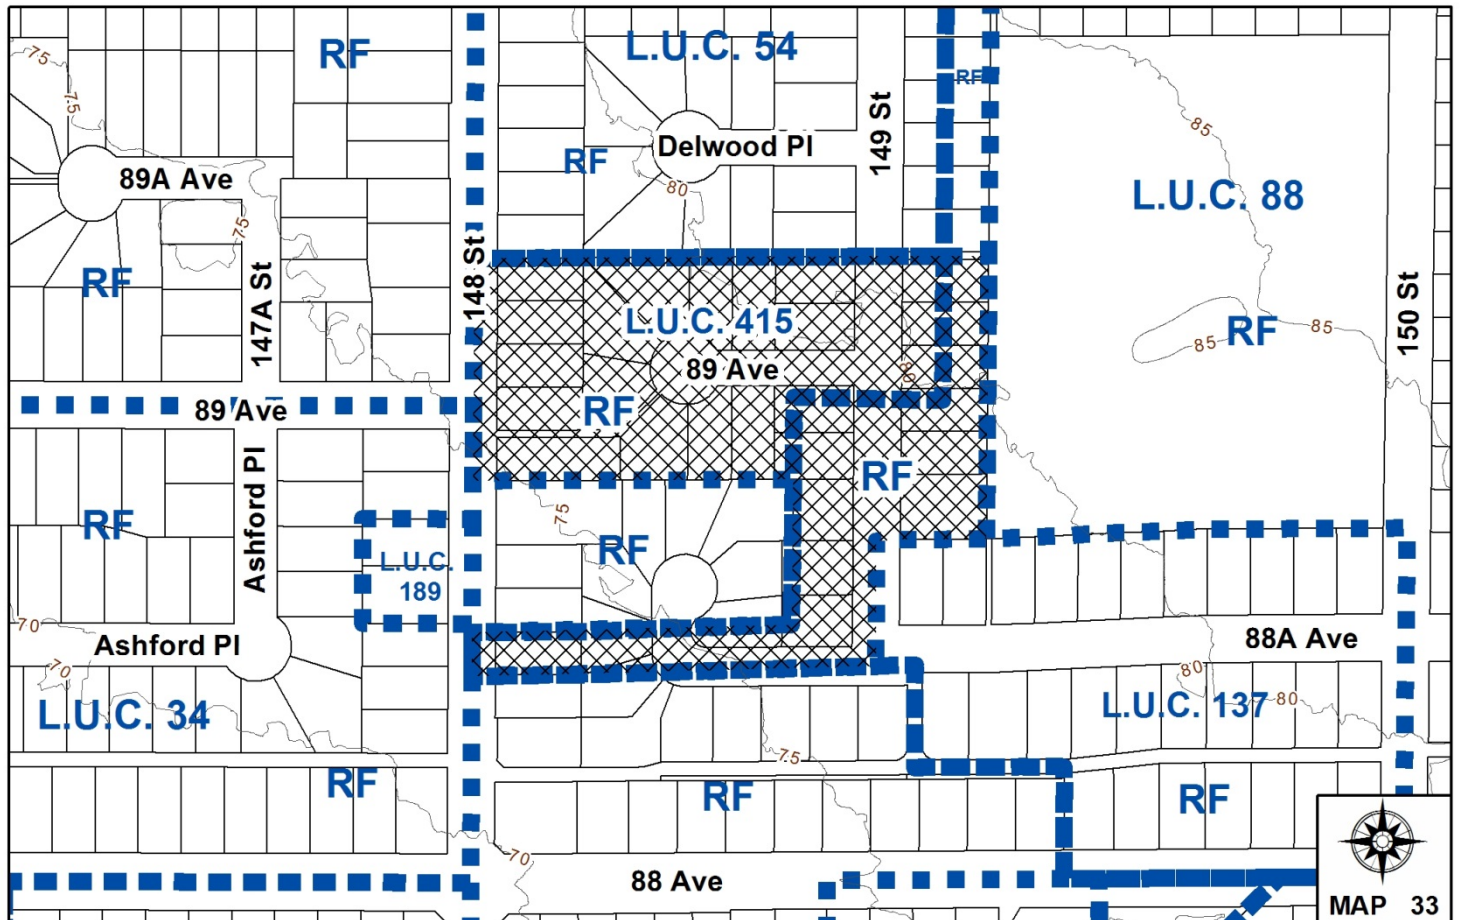 RF
L.U.C. 54
RF
75
75
149 St
Delwood Pl
RF
85
89A Ave
80
L.U.C. 88
75
148 St
RF
147A St
150 St
L.U.C. 415
85
RF
85
89 Ave
80
89 Ave
RF
Ashford Pl
RF
75
RF
RF
L.U.C.
189
70
Ashford Pl
88A Ave
70
80
L.U.C. 34
L.U.C. 137
80
75
RF
RF
RF
70
88 Ave
MAP 33